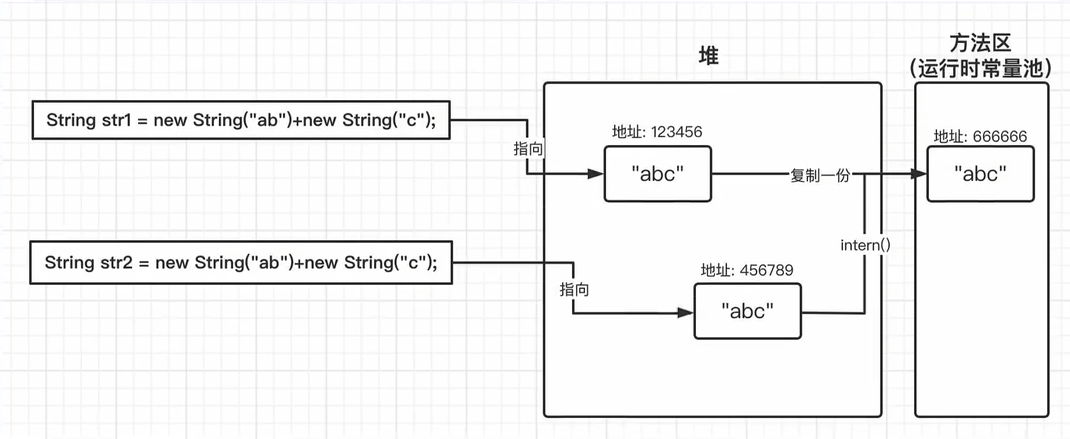 堆
方法区
(运行时常量池)
String str1 = new String("ab")+new String("c");
指向
地址: 123456
"abc"
复制一份
地址: 666666
"abc"
intern()
String str2 = new String("ab")+new String("c");
指向
地址: 456789
"abc"